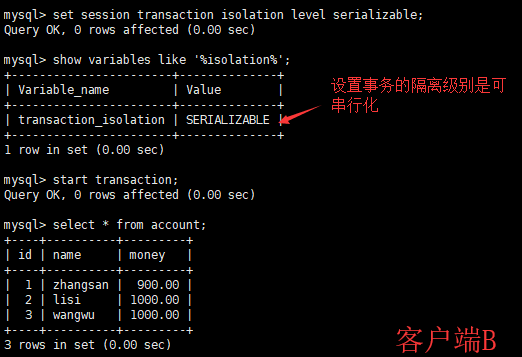 mysql> set session transaction isolation level serializable;
Query OK, 0 rows affected (0.00 sec)
mysql> show variables like '%isolation%';
+-----------------------+--------------+
| Variable_name         | Value        |
+-----------------------+--------------+
| transaction_isolation | SERIALIZABLE |
+-----------------------+--------------+
1 row in set (0.00 sec)
设置事务的隔离级别是可
串行化
mysql> start transaction;
Query OK, 0 rows affected (0.00 sec)
mysql> select * from account;
+----+----------+---------+
| id | name     | money   |
+----+----------+---------+
|  1 | zhangsan |  900.00 |
|  2 | lisi     | 1000.00 |
|  3 | wangwu   | 1000.00 |
+----+----------+---------+
3 rows in set (0.00 sec)
客户端B